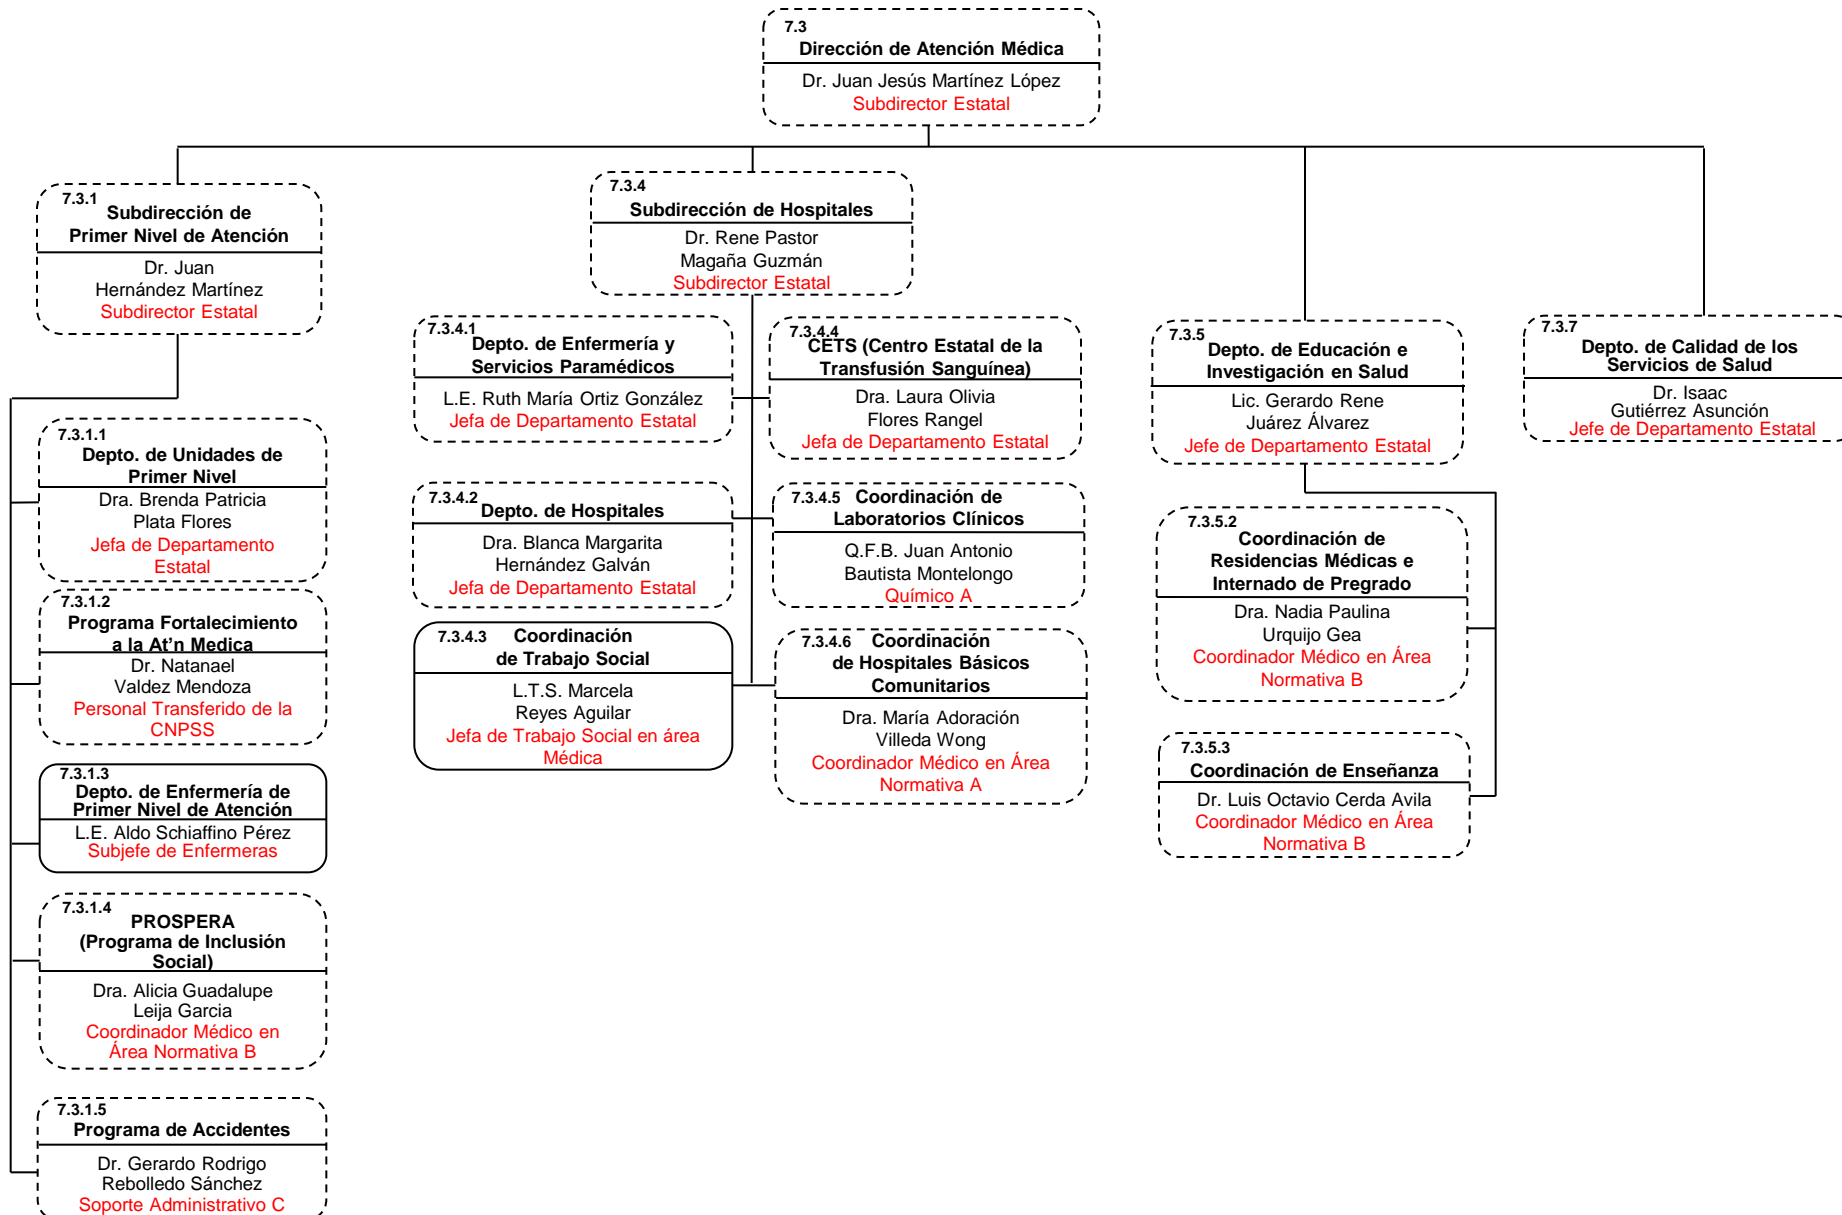 7.3
Dirección de Atención Médica
Dr. Juan Jesús Martínez López
Subdirector Estatal
7.3.1
Subdirección de
Primer Nivel de Atención
Dr. Juan
Hernández Martínez
Subdirector Estatal
7.3.1.1
Depto. de Unidades de
Primer Nivel
Dra. Brenda Patricia
Plata Flores
Jefa de Departamento
Estatal
7.3.1.2
Programa Fortalecimiento
a la At’n Medica
Dr. Natanael
Valdez Mendoza
Personal Transferido de la
CNPSS
7.3.1.3
Depto. de Enfermería de
Primer Nivel de Atención
L.E. Aldo Schiaffino Pérez
Subjefe de Enfermeras
7.3.1.4
PROSPERA
(Programa de Inclusión
Social)
Dra. Alicia Guadalupe
Leija Garcia
Coordinador Médico en
Área Normativa B
7.3.1.5
Programa de Accidentes
Dr. Gerardo Rodrigo
Rebolledo Sánchez
Soporte Administrativo C
7.3.4
Subdirección de Hospitales
Dr. Rene Pastor
Magaña Guzmán
Subdirector Estatal
7.3.4.1
Depto. de Enfermería y
Servicios Paramédicos
L.E. Ruth María Ortiz González
Jefa de Departamento Estatal
7.3.4.2
Depto. de Hospitales
Dra. Blanca Margarita
Hernández Galván
Jefa de Departamento Estatal
7.3.4.3 Coordinación
de Trabajo Social
L.T.S. Marcela
Reyes Aguilar
Jefa de Trabajo Social en área
Médica
7.3.4.4
CETS (Centro Estatal de la
Transfusión Sanguínea)
Dra. Laura Olivia
Flores Rangel
Jefa de Departamento Estatal
7.3.4.5 Coordinación de
Laboratorios Clínicos
Q.F.B. Juan Antonio
Bautista Montelongo
Químico A
7.3.4.6 Coordinación
de Hospitales Básicos
Comunitarios
Dra. María Adoración
Villeda Wong
Coordinador Médico en Área
Normativa A
7.3.5
Depto. de Educación e
Investigación en Salud
Lic. Gerardo Rene
Juárez Álvarez
Jefe de Departamento Estatal
7.3.5.2
Coordinación de
Residencias Médicas e
Internado de Pregrado
Dra. Nadia Paulina
Urquijo Gea
Coordinador Médico en Área
Normativa B
7.3.5.3
Coordinación de Enseñanza
Dr. Luis Octavio Cerda Avila
Coordinador Médico en Área
Normativa B
7.3.7
Depto. de Calidad de los
Servicios de Salud
Dr. Isaac
Gutiérrez Asunción
Jefe de Departamento Estatal